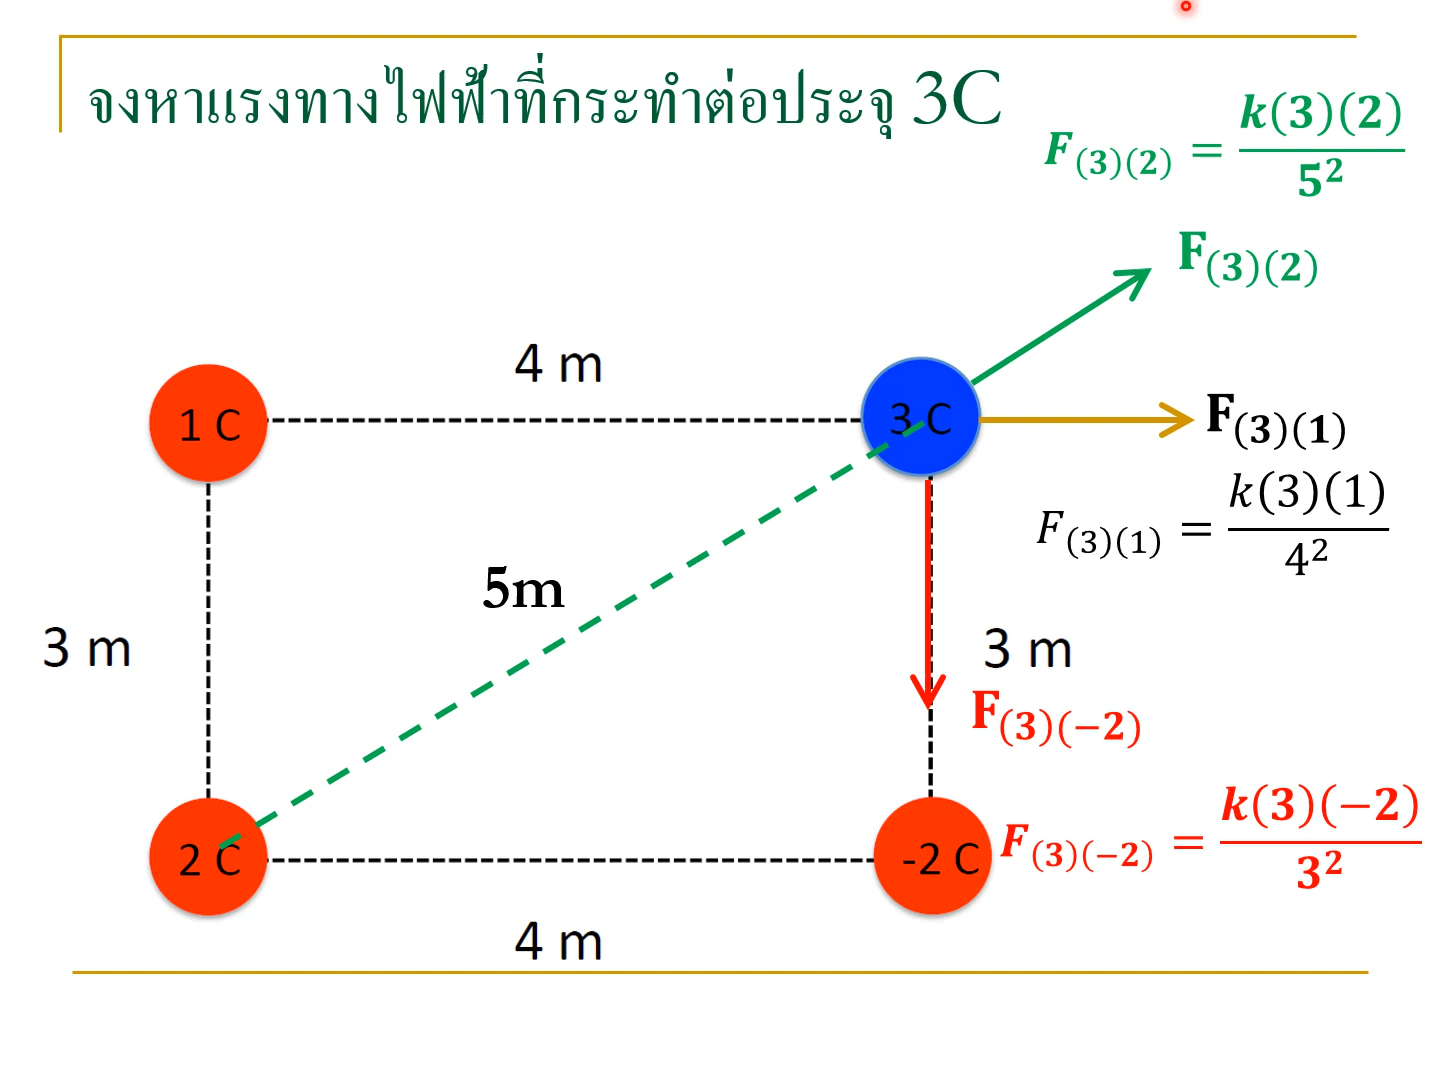 จงหาแรงทางไฟฟ้าที่กระทำต่อประจุ 3C
F(3)(2) = k(3)(2) / 5²
F(3)(2)
4 m
1 C
3 C
F(3)(1)
F(3)(1) = k(3)(1) / 4²
5m
3 m
3 m
F(3)(−2)
2 C
-2 C
F(3)(−2) = k(3)(−2) / 3²
4 m